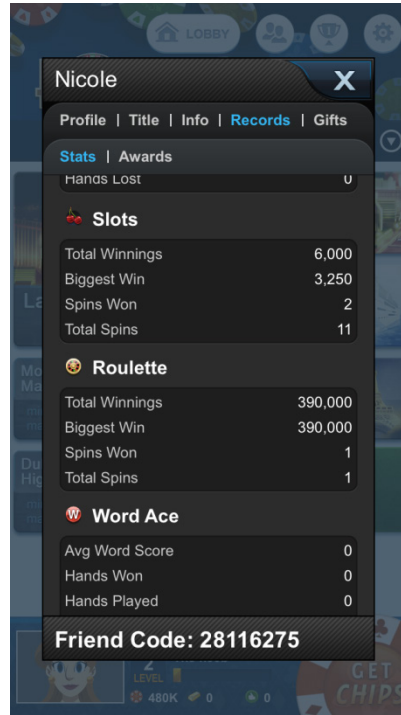 LOBBY
Nicole X
Profile | Title | Info | Records | Gifts
Stats | Awards
Hands Lost 0
Slots
Total Winnings 6,000
Biggest Win 3,250
Spins Won 2
Total Spins 11
Roulette
Total Winnings 390,000
Biggest Win 390,000
Spins Won 1
Total Spins 1
W Word Ace
Avg Word Score 0
Hands Won 0
Hands Played 0
Friend Code: 28116275
2
LEVEL
480K 0 0
GET
CHIPS